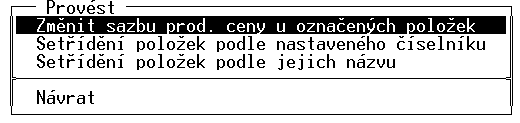 Provést
Změnit sazbu prod. ceny u označených položek
Setřídění položek podle nastaveného číselníku
Setřídění položek podle jejich názvu
Návrat